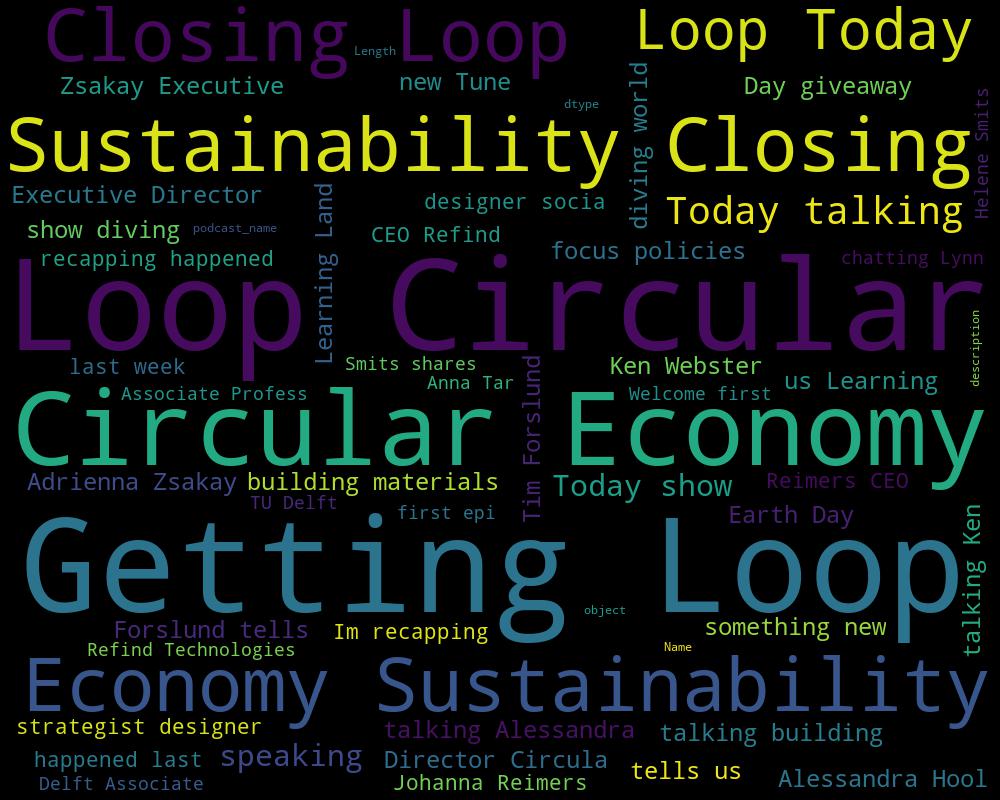 Closing Loop
Length
Loop Today
Zsakay Executive
new Tune
diving world
Day giveaway
Helene Smits
dtype
Sustainability
Closing
Executive Director
Learning Land
designer socia
Today talking
show diving
podcast_name
CEO Refind
focus policies
recapping happened
chatting Lynn
Loop
Circular
description
last week
Smits shares
Tim Forslund
Ken Webster
Anna Tar
us Learning
Associate Profess
Welcome first
Circular
Economy
Adrienna Zsakay
building materials
Today show
Reimers CEO
TU Delft
first epi
Earth Day
talking Ken
Getting Loop
object
Forslund tells
Im recapping
something new
Refind Technologies
Name
Economy
Sustainability
strategist designer
talking Alessandra
talking building
happened last
speaking
Director Circula
tells us
Alessandra Hool
Delft Associate
Johanna Reimers